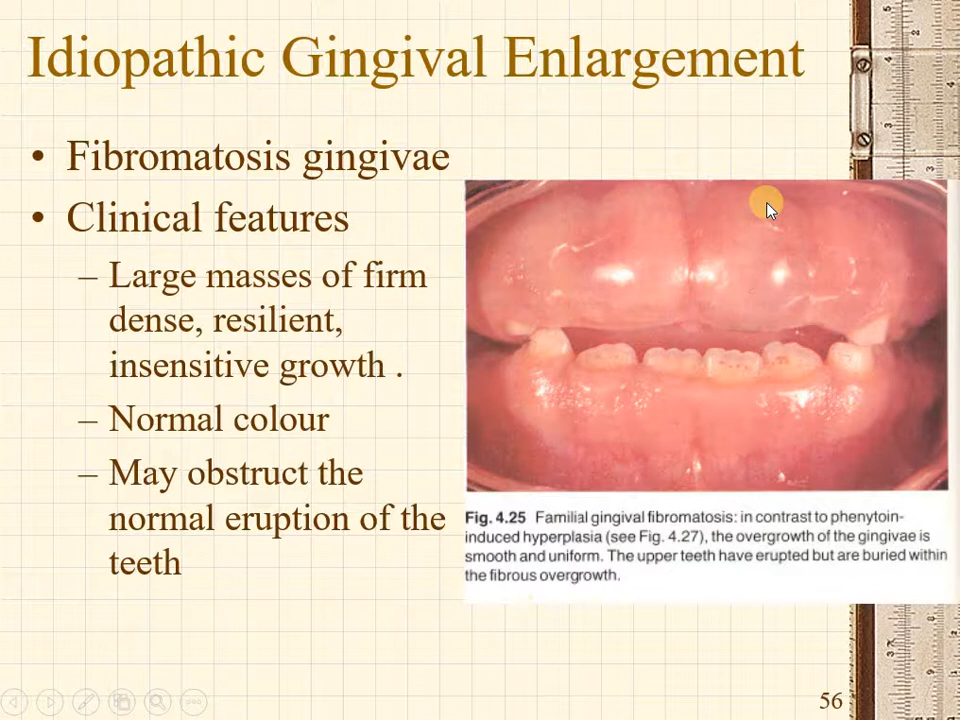 Idiopathic Gingival Enlargement
• Fibromatosis gingivae
• Clinical features
– Large masses of firm
dense, resilient,
insensitive growth .
– Normal colour
– May obstruct the
normal eruption of the
teeth
Fig. 4.25 Familial gingival fibromatosis: in contrast to phenytoin-
induced hyperplasia (see Fig. 4.27), the overgrowth of the gingivae is
smooth and uniform. The upper teeth have erupted but are buried within
the fibrous overgrowth.
56